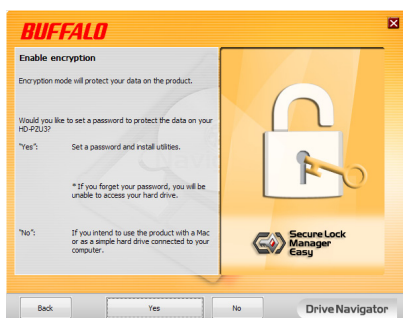 BUFFALO
Enable encryption
Encryption mode will protect your data on the product.
Would you like to set a password to protect the data on your
HD-PZU3?
"Yes": Set a password and install utilities.
* If you forget your password, you will be
unable to access your hard drive.
"No": If you intend to use the product with a Mac
or as a simple hard drive connected to your
computer.
Secure Lock
Manager
Easy
Back
Yes
No
DriveNavigator